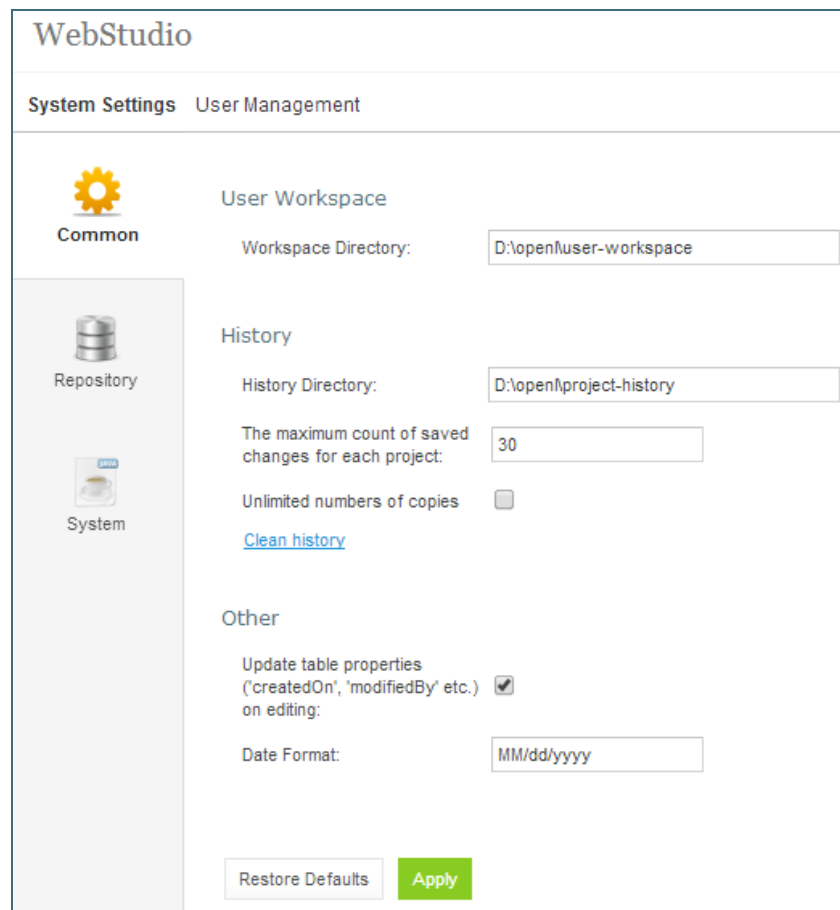 WebStudio
System Settings User Management
Common
User Workspace
Workspace Directory: D:\openl\user-workspace
Repository
History
History Directory: D:\openl\project-history
The maximum count of saved
changes for each project: 30
Unlimited numbers of copies
Clean history
JAVA
System
Other
Update table properties
('createdOn', 'modifiedBy' etc.)
on editing:
Date Format: MM/dd/yyyy
Restore Defaults Apply